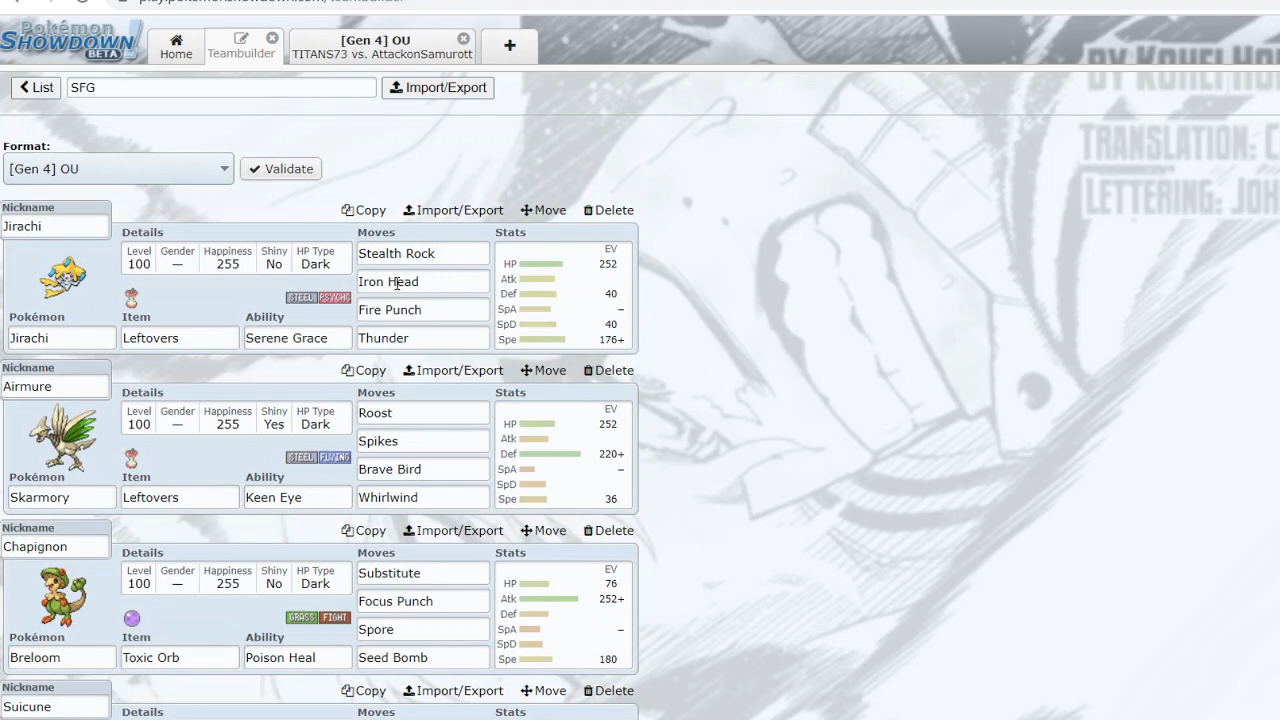 Pokémon
SHOWDOWN
BETA
Home
Teambuilder
[Gen 4] OU
TITANS73 vs. AttackonSamurott
+
List
SFG
Import/Export
BY KOHEI HO
TRANSLATION: C
LETTERING: JOH
Format:
[Gen 4] OU
Validate
Nickname
Jirachi
Copy Import/Export Move Delete
Details
Moves
Stats
Level
100
Gender
—
Happiness
255
Shiny
No
HP Type
Dark
STEEL PSYCHC
Pokémon
Jirachi
Item
Leftovers
Ability
Serene Grace
Stealth Rock
Iron Head
Fire Punch
Thunder
EV
HP 252
Atk
Def 40
SpA –
SpD 40
Spe 176+
Nickname
Airmure
Copy Import/Export Move Delete
Details
Moves
Stats
Level
100
Gender
—
Happiness
255
Shiny
Yes
HP Type
Dark
STEEL FLYING
Pokémon
Skarmory
Item
Leftovers
Ability
Keen Eye
Roost
Spikes
Brave Bird
Whirlwind
EV
HP 252
Atk
Def 220+
SpA –
SpD
Spe 36
Nickname
Chapignon
Copy Import/Export Move Delete
Details
Moves
Stats
Level
100
Gender
—
Happiness
255
Shiny
No
HP Type
Dark
GRASS FIGHT
Pokémon
Breloom
Item
Toxic Orb
Ability
Poison Heal
Substitute
Focus Punch
Spore
Seed Bomb
EV
HP 76
Atk 252+
Def
SpA –
SpD
Spe 180
Nickname
Suicune
Copy Import/Export Move Delete
Details
Moves
Stats